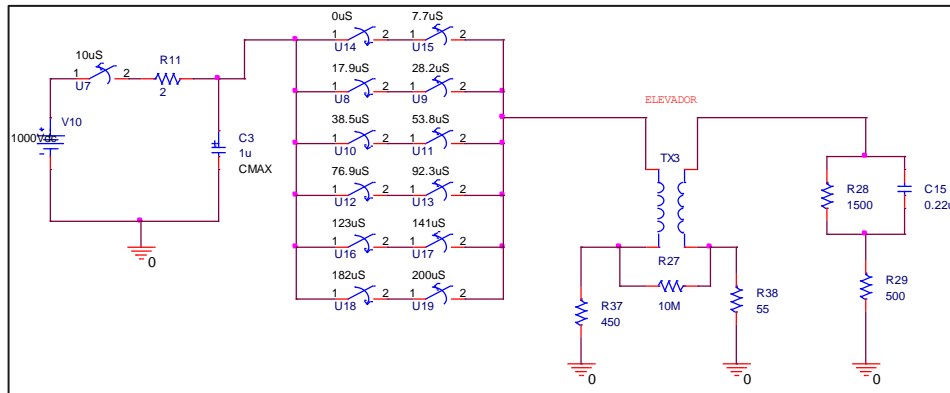 0uS 7.7uS
1 2 1 2
U14 U15
10uS
1 2
U7
R11
2
17.9uS 28.2uS
1 2 1 2
U8 U9
ELEVADOR
V10
1000Vdc
C3
1u
CMAX
38.5uS 53.8uS
1 2 1 2
U10 U11
TX3
76.9uS 92.3uS
1 2 1 2
U12 U13
R28
1500
C15
0.22u
123uS 141uS
1 2 1 2
U16 U17
0
R27
10M
182uS 200uS
1 2 1 2
U18 U19
R37
450
R38
55
R29
500
0
0
0